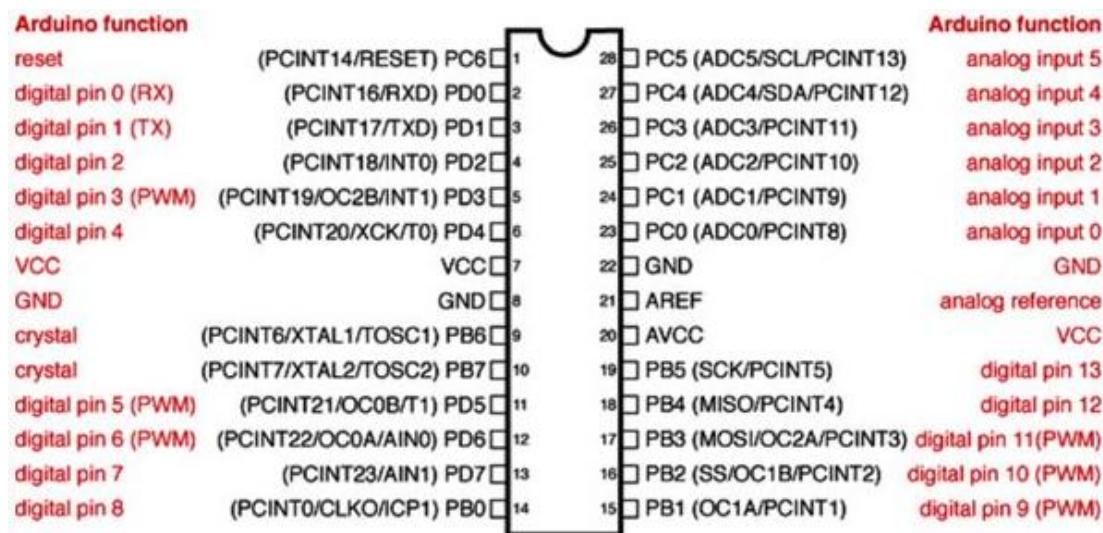 Arduino function Arduino function
reset (PCINT14/RESET) PC6 1 28 PC5 (ADC5/SCL/PCINT13) analog input 5
digital pin 0 (RX) (PCINT16/RXD) PD0 2 27 PC4 (ADC4/SDA/PCINT12) analog input 4
digital pin 1 (TX) (PCINT17/TXD) PD1 3 26 PC3 (ADC3/PCINT11) analog input 3
digital pin 2 (PCINT18/INT0) PD2 4 25 PC2 (ADC2/PCINT10) analog input 2
digital pin 3 (PWM) (PCINT19/OC2B/INT1) PD3 5 24 PC1 (ADC1/PCINT9) analog input 1
digital pin 4 (PCINT20/XCK/T0) PD4 6 23 PC0 (ADC0/PCINT8) analog input 0
VCC VCC 7 22 GND GND
GND GND 8 21 AREF analog reference
crystal (PCINT6/XTAL1/TOSC1) PB6 9 20 AVCC VCC
crystal (PCINT7/XTAL2/TOSC2) PB7 10 19 PB5 (SCK/PCINT5) digital pin 13
digital pin 5 (PWM) (PCINT21/OC0B/T1) PD5 11 18 PB4 (MISO/PCINT4) digital pin 12
digital pin 6 (PWM) (PCINT22/OC0A/AIN0) PD6 12 17 PB3 (MOSI/OC2A/PCINT3) digital pin 11(PWM)
digital pin 7 (PCINT23/AIN1) PD7 13 16 PB2 (SS/OC1B/PCINT2) digital pin 10 (PWM)
digital pin 8 (PCINT0/CLKO/ICP1) PB0 14 15 PB1 (OC1A/PCINT1) digital pin 9 (PWM)